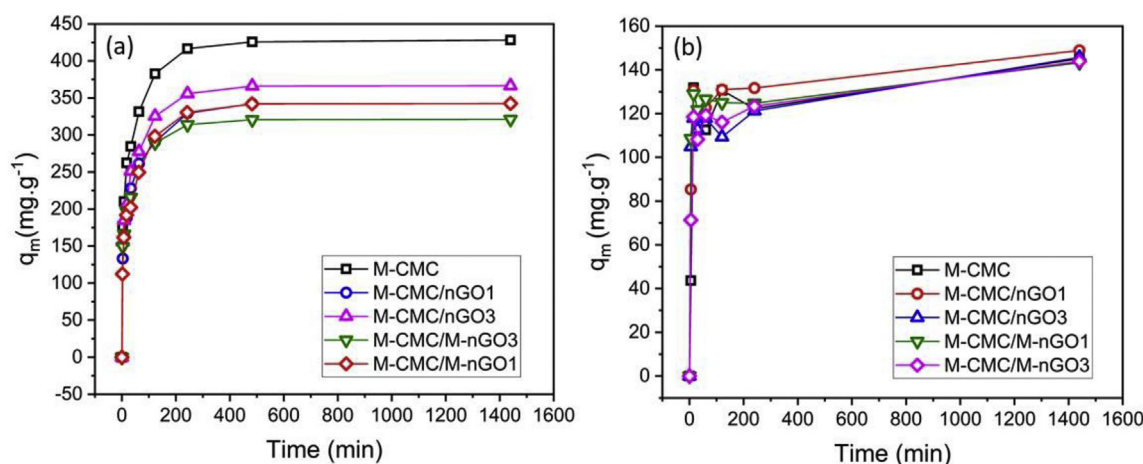 (a)
450
400
350
300
250
200
150
100
50
0
-50
qm(mg.g-1)
M-CMC
M-CMC/nGO1
M-CMC/nGO3
M-CMC/M-nGO3
M-CMC/M-nGO1
0 200 400 600 800 1000 1200 1400 1600
Time (min)
(b)
160
140
120
100
80
60
40
20
0
qm (mg.g-1)
M-CMC
M-CMC/nGO1
M-CMC/nGO3
M-CMC/M-nGO1
M-CMC/M-nGO3
0 200 400 600 800 1000 1200 1400 1600
Time (min)